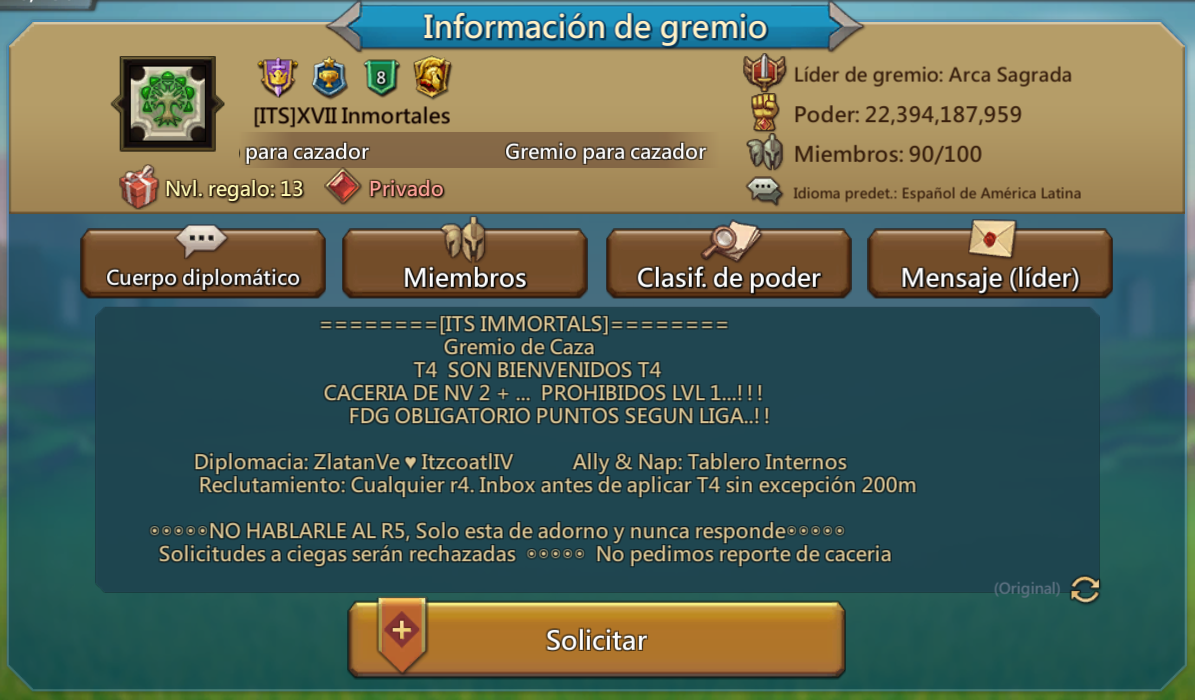 Información de gremio
8
[ITS]XVII Inmortales
para cazador Gremio para cazador
Nvl. regalo: 13 Privado
Líder de gremio: Arca Sagrada
Poder: 22,394,187,959
Miembros: 90/100
Idioma predet.: Español de América Latina
Cuerpo diplomático
Miembros
Clasif. de poder
Mensaje (líder)
========[ITS IMMORTALS]========
Gremio de Caza
T4 SON BIENVENIDOS T4
CACERIA DE NV 2 + ... PROHIBIDOS LVL 1...!!!
FDG OBLIGATORIO PUNTOS SEGUN LIGA..!!
Diplomacia: ZlatanVe ♥ ItzcoatlIV Ally & Nap: Tablero Internos
Reclutamiento: Cualquier r4. Inbox antes de aplicar T4 sin excepción 200m
◉◉◉◉◉NO HABLARLE AL R5, Solo esta de adorno y nunca responde◉◉◉◉◉
Solicitudes a ciegas serán rechazadas ◉◉◉◉◉ No pedimos reporte de caceria
(Original)
Solicitar